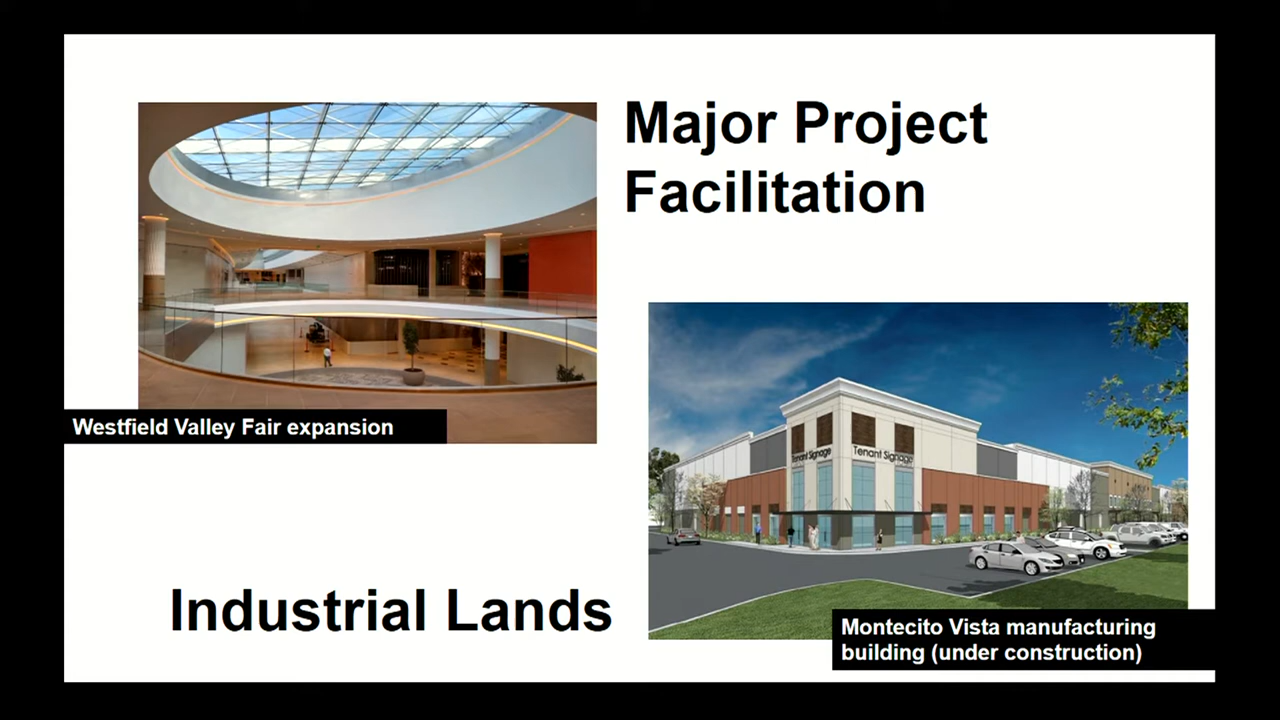 Major Project
Facilitation
Westfield Valley Fair expansion
Tenant Signage
Tenant Signage
Industrial Lands
Montecito Vista manufacturing
building (under construction)